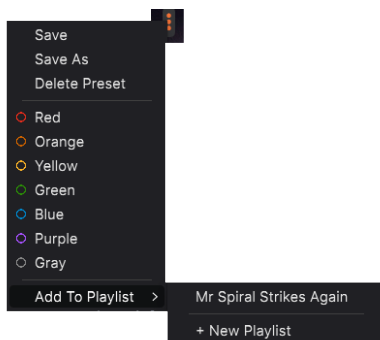 Save
Save As
Delete Preset
Red
Orange
Yellow
Green
Blue
Purple
Gray
Add To Playlist >
Mr Spiral Strikes Again
+ New Playlist